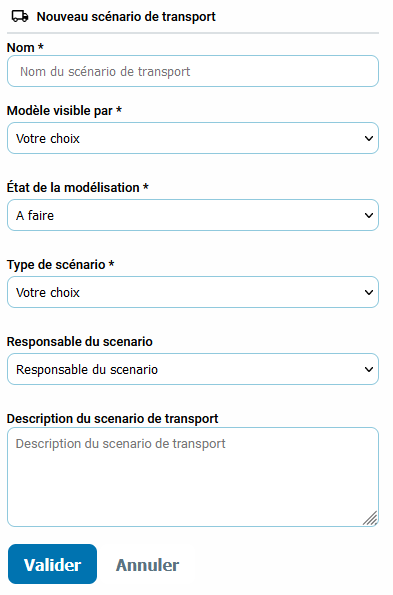 Nouveau scénario de transport
Nom *
Nom du scénario de transport
Modèle visible par *
Votre choix
État de la modélisation *
A faire
Type de scénario *
Votre choix
Responsable du scenario
Responsable du scenario
Description du scenario de transport
Description du scenario de transport
Valider Annuler